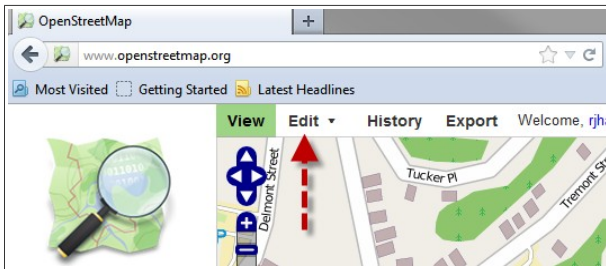 OpenStreetMap
www.openstreetmap.org
Most Visited Getting Started Latest Headlines
View Edit History Export Welcome,
Delmont Street
Tucker Pl
Tremont
P